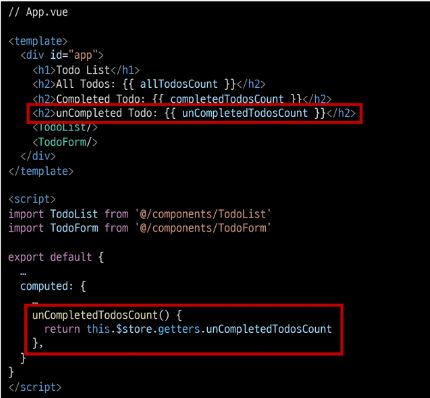 // App.vue
<template>
<div id="app">
<h1>Todo List</h1>
<h2>All Todos: {{ allTodosCount }}</h2>
<h2>Completed Todo: {{ completedTodosCount }}</h2>
<h2>unCompleted Todo: {{ unCompletedTodosCount }}</h2>
<TodoList/>
<TodoForm/>
</div>
</template>
<script>
import TodoList from '@/components/TodoList'
import TodoForm from '@/components/TodoForm'
export default {
…
computed: {
…
unCompletedTodosCount() {
return this.$store.getters.unCompletedTodosCount
},
}
}
</script>